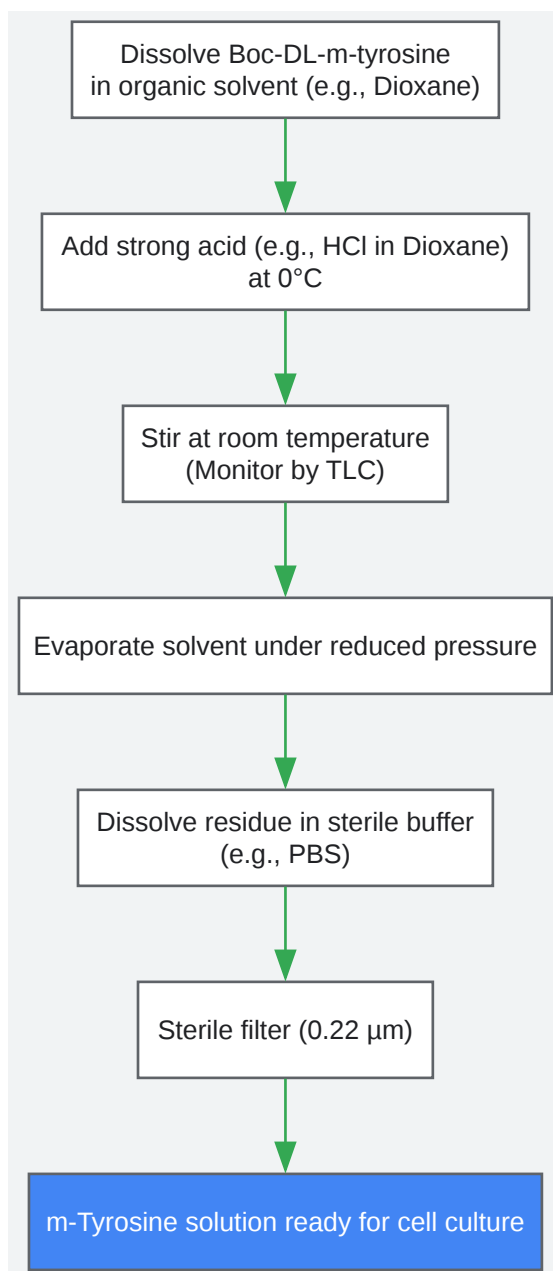 Dissolve Boc-DL-m-tyrosine
in organic solvent (e.g., Dioxane)
Add strong acid (e.g., HCl in Dioxane)
at 0°C
Stir at room temperature
(Monitor by TLC)
Evaporate solvent under reduced pressure
Dissolve residue in sterile buffer
(e.g., PBS)
Sterile filter (0.22 µm)
m-Tyrosine solution ready for cell culture